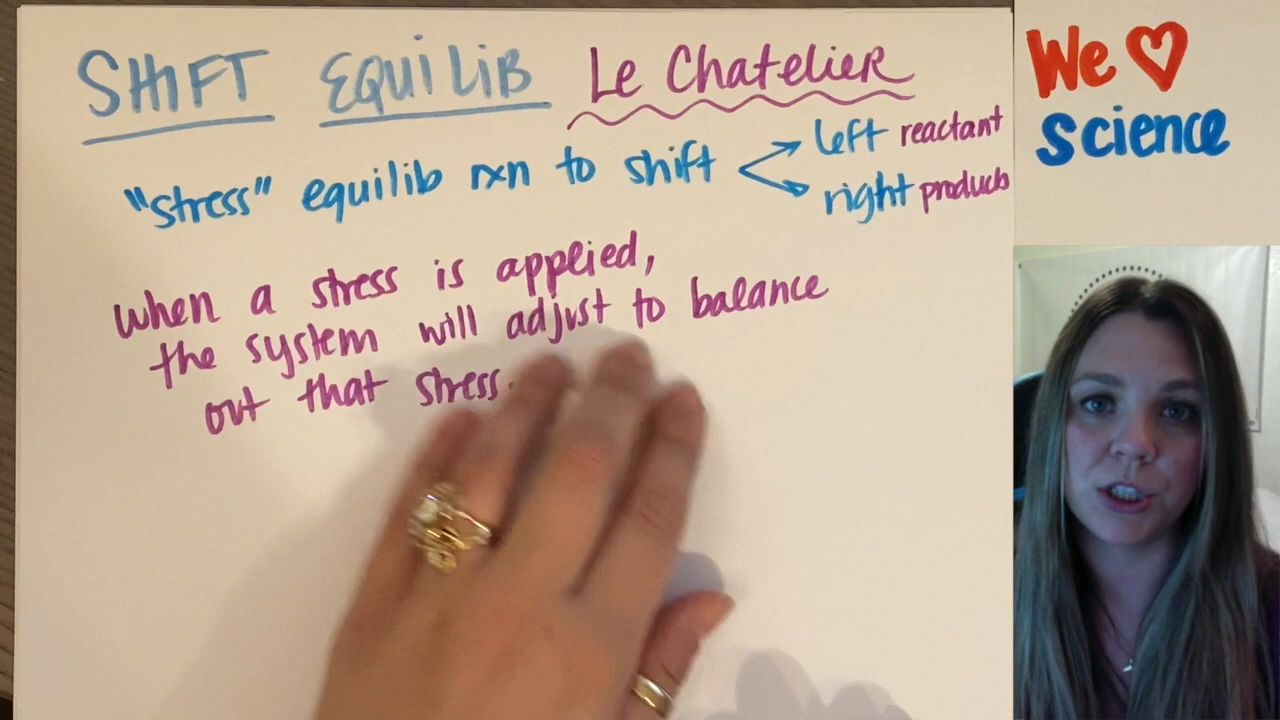 SHIFT EQUILIB Le Chatelier
"stress" equilib rxn to shift
left reactant
right products
when a stress is applied,
the system will adjust to balance
out that stress.
We ♡
science